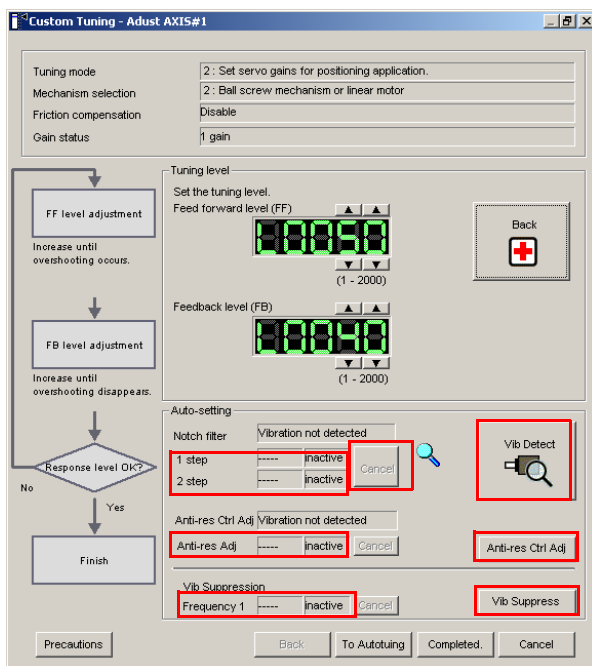 Custom Tuning - Adust AXIS#1
Tuning mode
2 : Set servo gains for positioning application.
Mechanism selection
2 : Ball screw mechanism or linear motor
Friction compensation
Disable
Gain status
1 gain
FF level adjustment
Increase until
overshooting occurs.
FB level adjustment
Increase until
overshooting disappears.
Response level OK?
No
Yes
Finish
Tuning level
Set the tuning level.
Feed forward level (FF)
L0050
(1 - 2000)
Feedback level (FB)
L0040
(1 - 2000)
Back
Auto-setting
Notch filter
Vibration not detected
1 step ----- inactive
2 step ----- inactive
Cancel
Vib Detect
Anti-res Ctrl Adj Vibration not detected
Anti-res Adj ----- inactive Cancel
Anti-res Ctrl Adj
Vib Suppression
Frequency 1 ----- inactive Cancel
Vib Suppress
Precautions
Back
To Autotuing
Completed.
Cancel